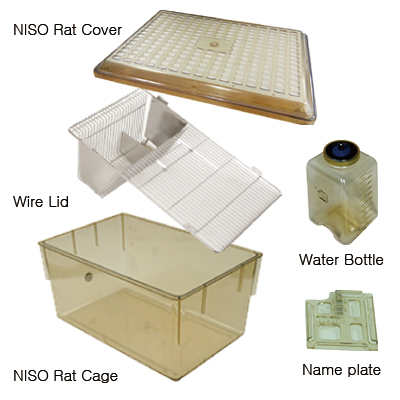 NISO Rat Cover
Wire Lid
Water Bottle
NISO Rat Cage
Name plate